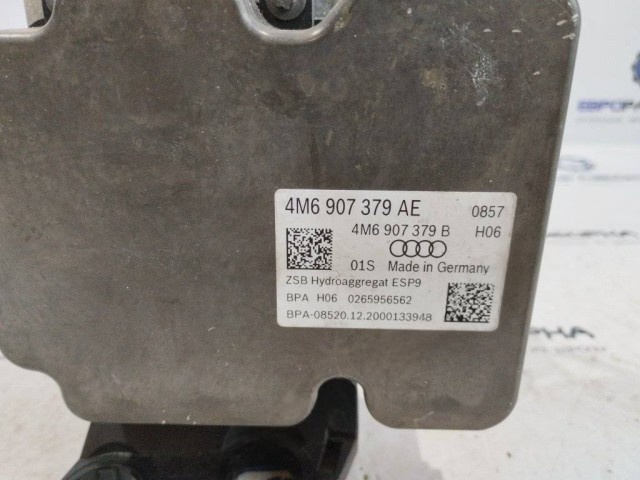 4M6 907 379 AE 0857
4M6 907 379 B H06
01S Made in Germany
ZSB Hydroaggregat ESP9
BPA H06 0265956562
BPA-08520.12.2000133948